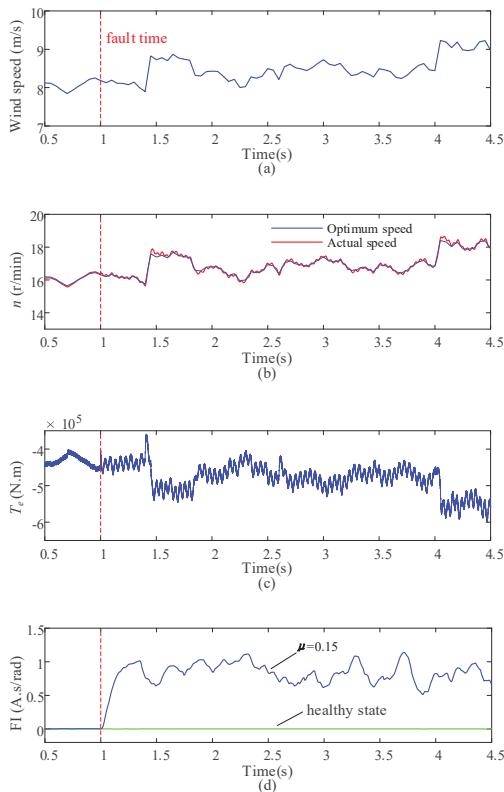 Wind speed (m/s)
10
9
8
7
fault time
0.5 1 1.5 2 2.5 3 3.5 4 4.5
Time(s)
(a)
n (r/min)
20
18
16
14
Optimum speed
Actual speed
0.5 1 1.5 2 2.5 3 3.5 4 4.5
Time(s)
(b)
× 10⁵
Te (N.m)
-4
-5
-6
0.5 1 1.5 2 2.5 3 3.5 4 4.5
Time(s)
(c)
FI (A.s/rad)
1.5
1
0.5
0
μ=0.15
healthy state
0.5 1 1.5 2 2.5 3 3.5 4 4.5
Time(s)
(d)